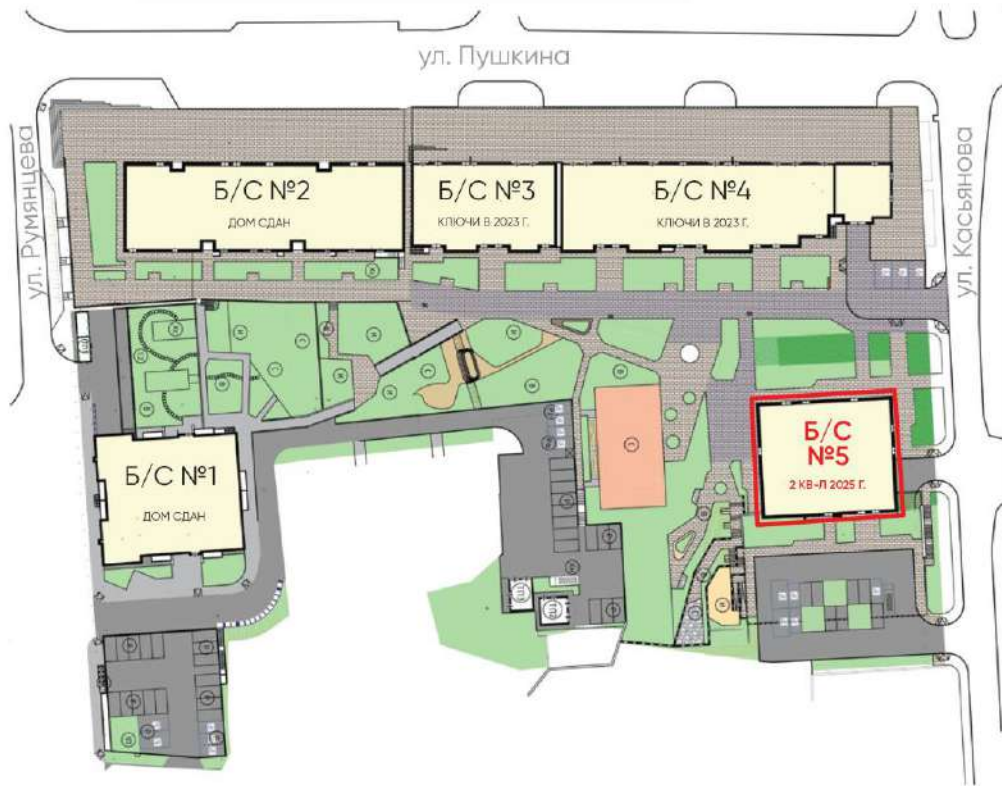 ул. Пушкина
ул. Румянцева
ул. Касьянова
Б/С №2
ДОМ СДАН
Б/С №3
КЛЮЧИ В 2023 Г.
Б/С №4
КЛЮЧИ В 2023 Г.
Б/С №1
ДОМ СДАН
Б/С
№5
2 КВ-Л 2025 Г.